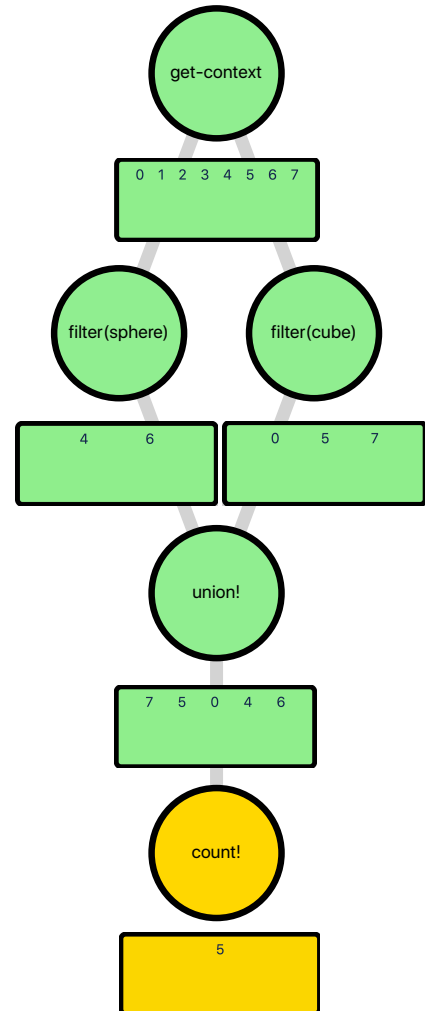 get-context
0 1 2 3 4 5 6 7
filter(sphere) filter(cube)
4 6 0 5 7
union!
7 5 0 4 6
count!
5